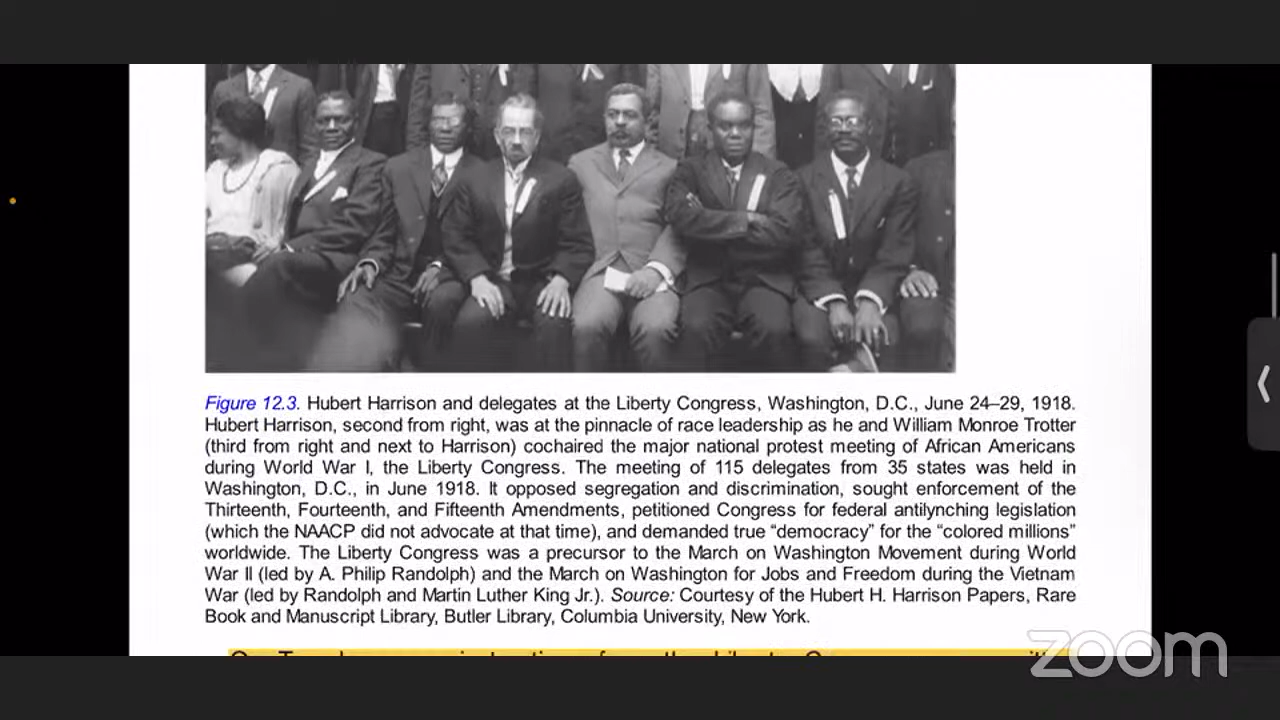 Figure 12.3. Hubert Harrison and delegates at the Liberty Congress, Washington, D.C., June 24–29, 1918.
Hubert Harrison, second from right, was at the pinnacle of race leadership as he and William Monroe Trotter
(third from right and next to Harrison) cochaired the major national protest meeting of African Americans
during World War I, the Liberty Congress. The meeting of 115 delegates from 35 states was held in
Washington, D.C., in June 1918. It opposed segregation and discrimination, sought enforcement of the
Thirteenth, Fourteenth, and Fifteenth Amendments, petitioned Congress for federal antilynching legislation
(which the NAACP did not advocate at that time), and demanded true “democracy” for the “colored millions”
worldwide. The Liberty Congress was a precursor to the March on Washington Movement during World
War II (led by A. Philip Randolph) and the March on Washington for Jobs and Freedom during the Vietnam
War (led by Randolph and Martin Luther King Jr.). Source: Courtesy of the Hubert H. Harrison Papers, Rare
Book and Manuscript Library, Butler Library, Columbia University, New York.
zoom